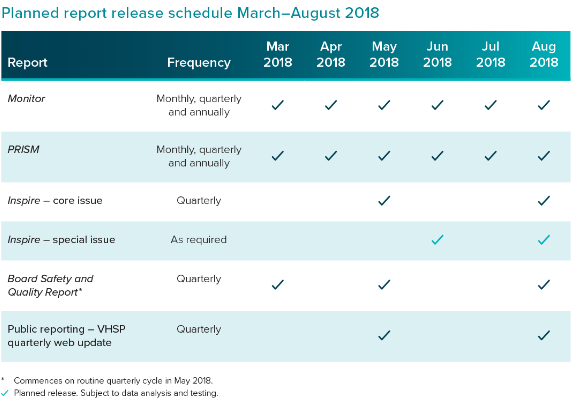 Planned report release schedule March–August 2018
Report Frequency Mar 2018 Apr 2018 May 2018 Jun 2018 Jul 2018 Aug 2018
Monitor Monthly, quarterly and annually ✓ ✓ ✓ ✓ ✓ ✓
PRISM Monthly, quarterly and annually ✓ ✓ ✓ ✓ ✓ ✓
Inspire – core issue Quarterly ✓ ✓
Inspire – special issue As required ✓ ✓
Board Safety and Quality Report* Quarterly ✓ ✓ ✓
Public reporting – VHSP quarterly web update Quarterly ✓ ✓
* Commences on routine quarterly cycle in May 2018.
✓ Planned release. Subject to data analysis and testing.